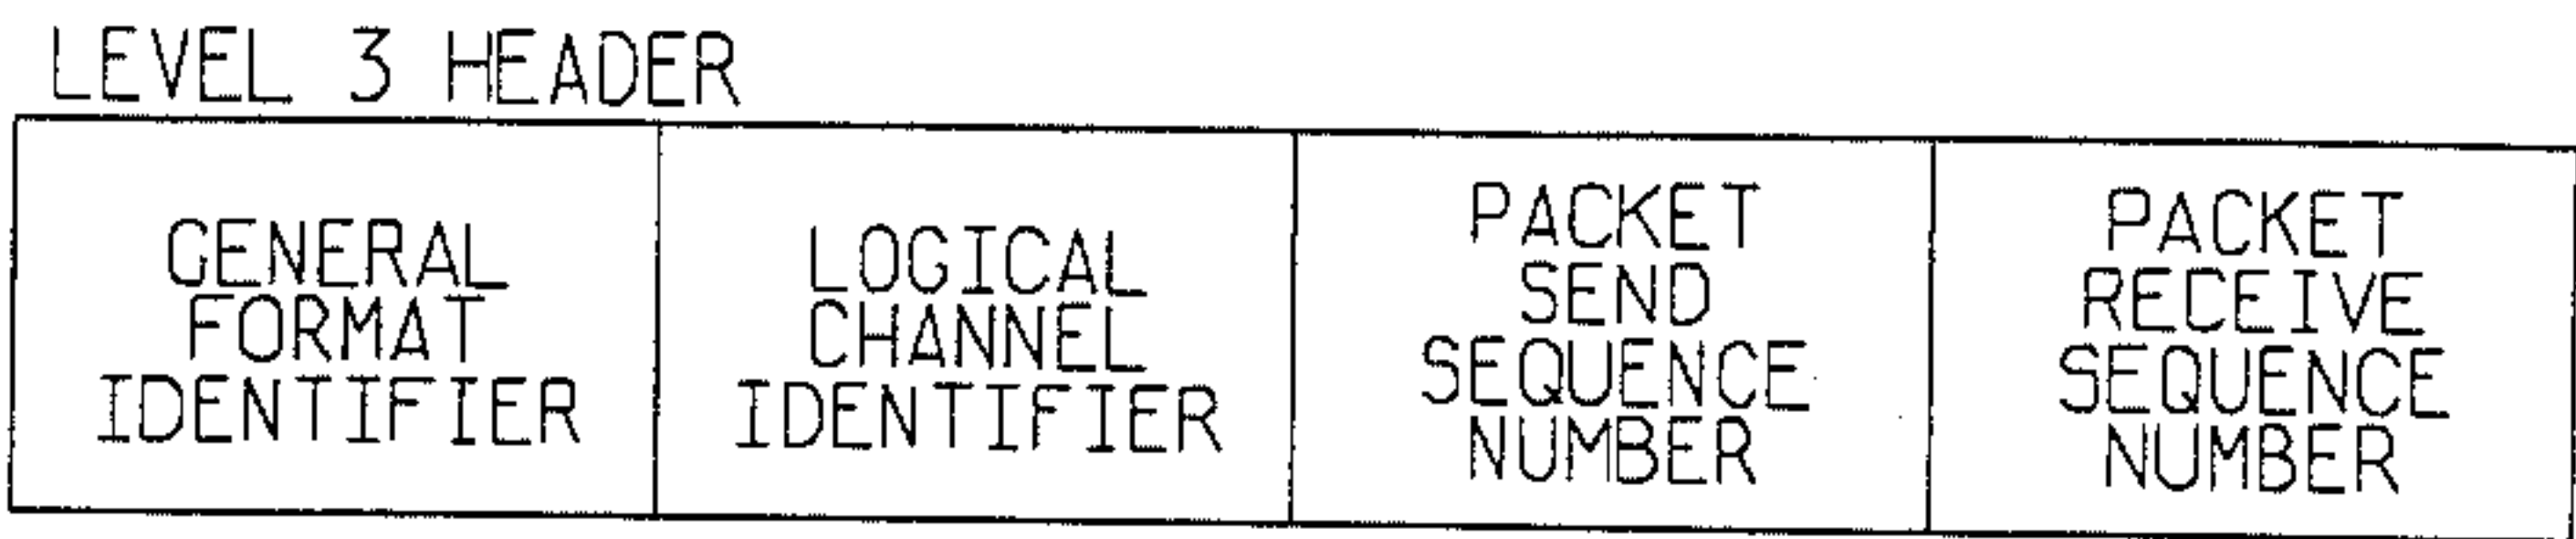 LEVEL 3 HEADER
GENERAL
FORMAT
IDENTIFIER
LOGICAL
CHANNEL
IDENTIFIER
PACKET
SEND
SEQUENCE
NUMBER
PACKET
RECEIVE
SEQUENCE
NUMBER